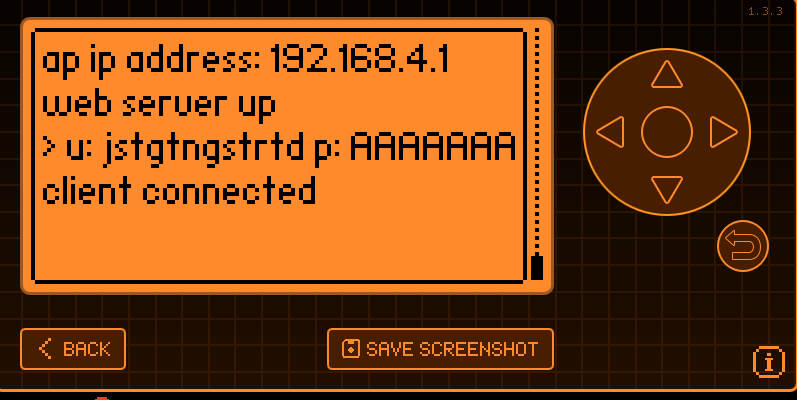 1.3.3
ap ip address: 192.168.4.1
web server up
> u: jstgtngstrtd p: AAAAAAA
client connected
BACK
SAVE SCREENSHOT
i